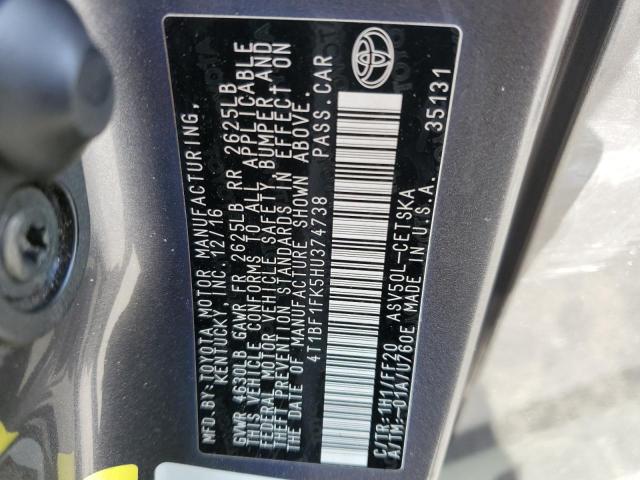 MFD. BY: TOYOTA MOTOR MANUFACTURING,
KENTUCKY, INC. 12/16
GVWR 4630LB GAWR FR 2625LB RR 2625LB
THIS VEHICLE CONFORMS TO ALL APPLICABLE
FEDERAL MOTOR VEHICLE SAFETY, BUMPER AND
THEFT PREVENTION STANDARDS IN EFFECT ON
THE DATE OF MANUFACTURE SHOWN ABOVE.
4T1BF1FK5HU374738 PASS.CAR
C/TR:1H1/FF20 ASV50L-CETSKA
A/TM:-01A/U760E MADE IN U.S.A. 35131